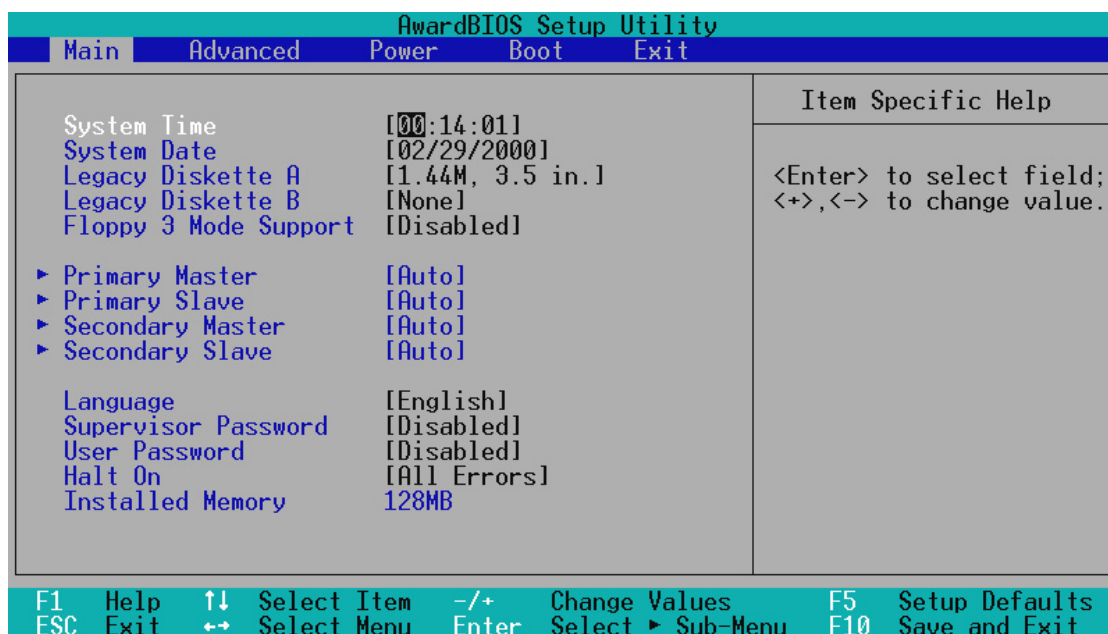 AwardBIOS Setup Utility
Main Advanced Power Boot Exit
System Time [00:14:01]
System Date [02/29/2000]
Legacy Diskette A [1.44M, 3.5 in.]
Legacy Diskette B [None]
Floppy 3 Mode Support [Disabled]
► Primary Master [Auto]
► Primary Slave [Auto]
► Secondary Master [Auto]
► Secondary Slave [Auto]
Language [English]
Supervisor Password [Disabled]
User Password [Disabled]
Halt On [All Errors]
Installed Memory 128MB
Item Specific Help
<Enter> to select field;
<+>,<-> to change value.
F1 Help ↑↓ Select Item -/+ Change Values F5 Setup Defaults
ESC Exit ←→ Select Menu Enter Select ► Sub-Menu F10 Save and Exit